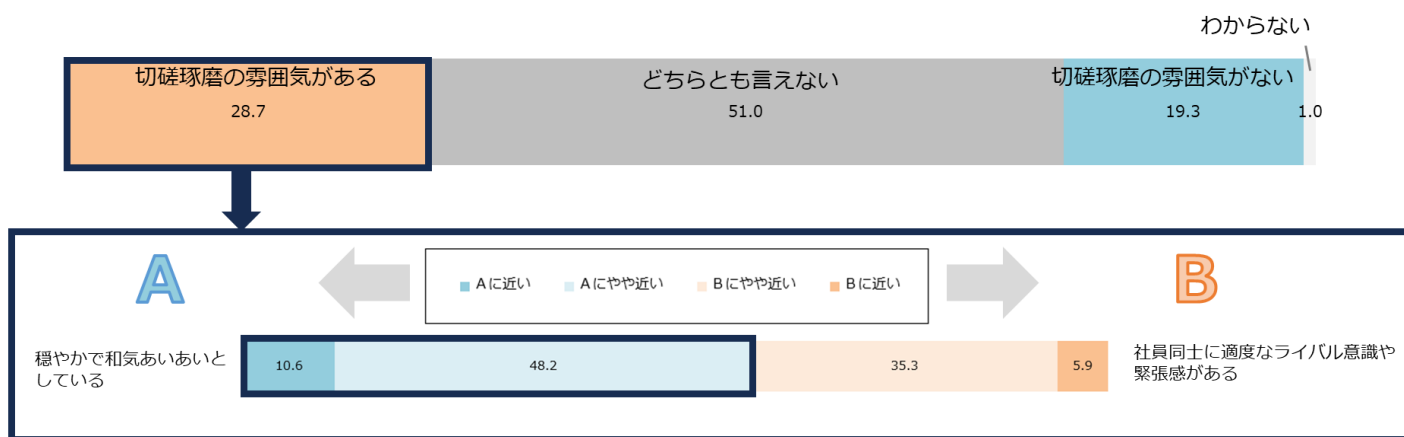 わからない
切磋琢磨の雰囲気がある
どちらとも言えない
切磋琢磨の雰囲気がない
28.7
51.0
19.3
1.0
A
Aに近い
Aにやや近い
Bにやや近い
Bに近い
B
穏やかで和気あいあいと
している
10.6
48.2
35.3
5.9
社員同士に適度なライバル意識や
緊張感がある